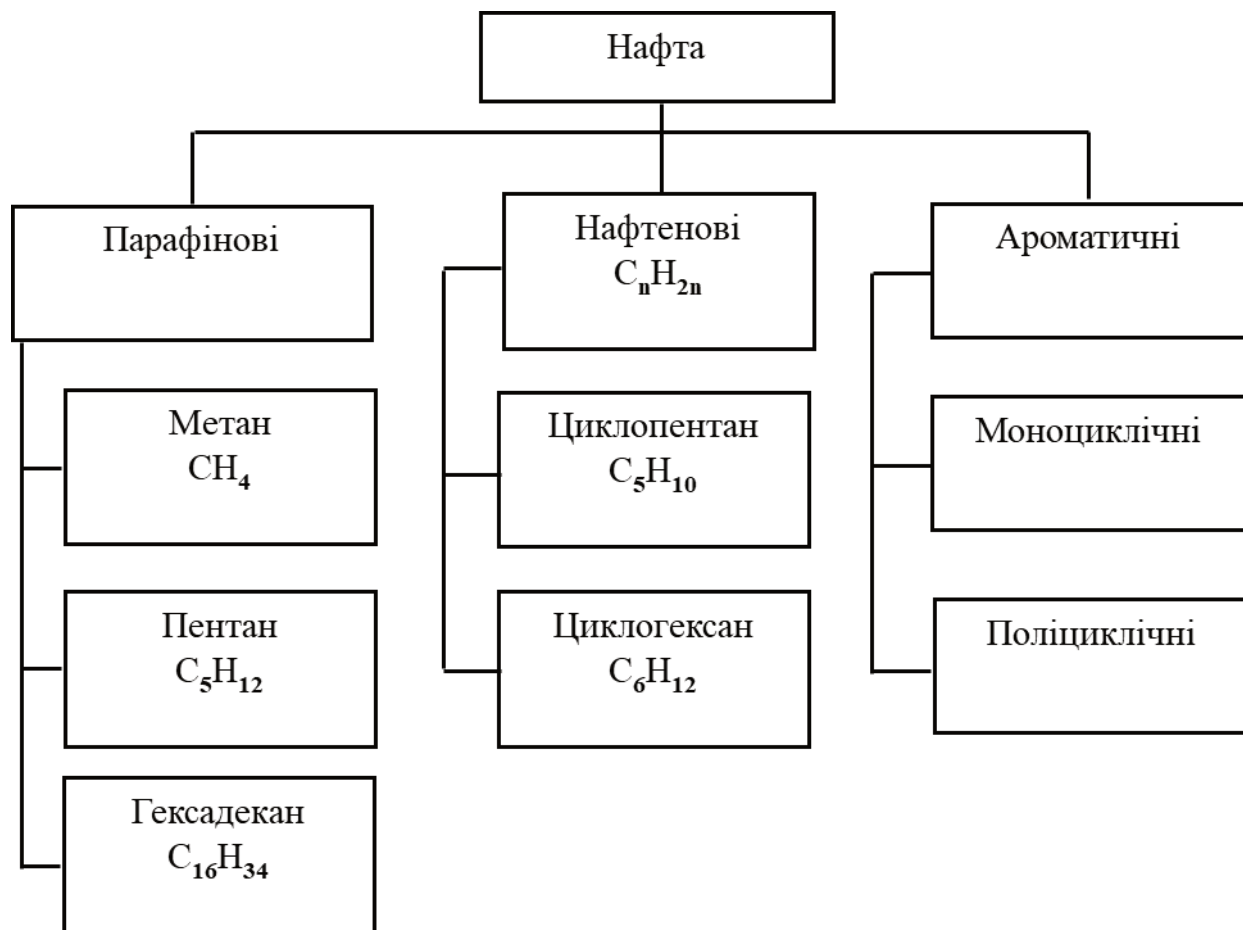 Нафта
Парафінові
Нафтенові
CₙH₂ₙ
Ароматичні
Метан
CH₄
Циклопентан
C₅H₁₀
Моноциклічні
Пентан
C₅H₁₂
Циклогексан
C₆H₁₂
Поліциклічні
Гексадекан
C₁₆H₃₄